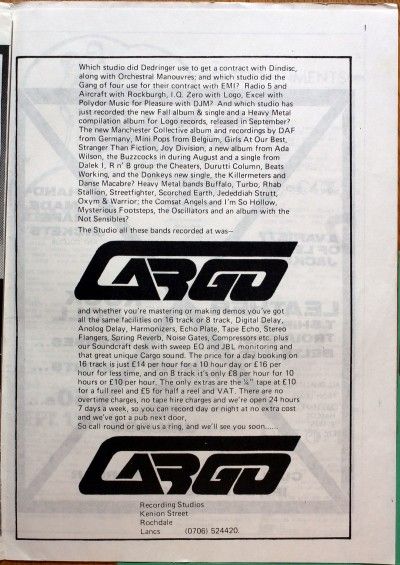 Which studio did Dedringer use to get a contract with Dindisc,
along with Orchestral Manouvres; and which studio did the
Gang of four use for their contract with EMI? Radio 5 and
Aircraft with Rockburgh, I.Q. Zero with Logo, Excel with
Polydor Music for Pleasure with DJM? And which studio has
just recorded the new Fall album & single and a Heavy Metal
compilation album for Logo records, released in September?
The new Manchester Collective album and recordings by DAF
from Germany, Mini Pops from Belgium, Girls At Our Best,
Stranger Than Fiction, Joy Division, a new album from Ada
Wilson, the Buzzcocks in during August and a single from
Dalek I, R n' B group the Cheaters, Durutti Column, Beats
Working, and the Donkeys new single, the Killermeters and
Danse Macabre? Heavy Metal bands Buffalo, Turbo, Rhab
Stallion, Streetfighter, Scorched Earth, Jededdiah Strutt,
Oxym & Warrior; the Comsat Angels and I'm So Hollow,
Mysterious Footsteps, the Oscillators and an album with the
Not Sensibles?
The Studio all these bands recorded at was—
CARGO
and whether you're mastering or making demos you've got
all the same facilities on 16 track or 8 track, Digital Delay,
Anolog Delay, Harmonizers, Echo Plate, Tape Echo, Stereo
Flangers, Spring Reverb, Noise Gates, Compressors etc. plus
our Soundcraft desk with sweep EQ and JBL monitoring and
that great unique Cargo sound. The price for a day booking on
16 track is just £14 per hour for a 10 hour day or £16 per
hour for less time, and on 8 track it's only £8 per hour for 10
hours or £10 per hour. The only extras are the ¼" tape at £10
for a full reel and £5 for half a reel and VAT. There are no
overtime charges, no tape hire charges and we're open 24 hours
7 days a week, so you can record day or night at no extra cost
and we've got a pub next door,
So call round or give us a ring, and we'll see you soon......
CARGO
Recording Studios
Kenion Street
Rochdale
Lancs (0706) 524420.